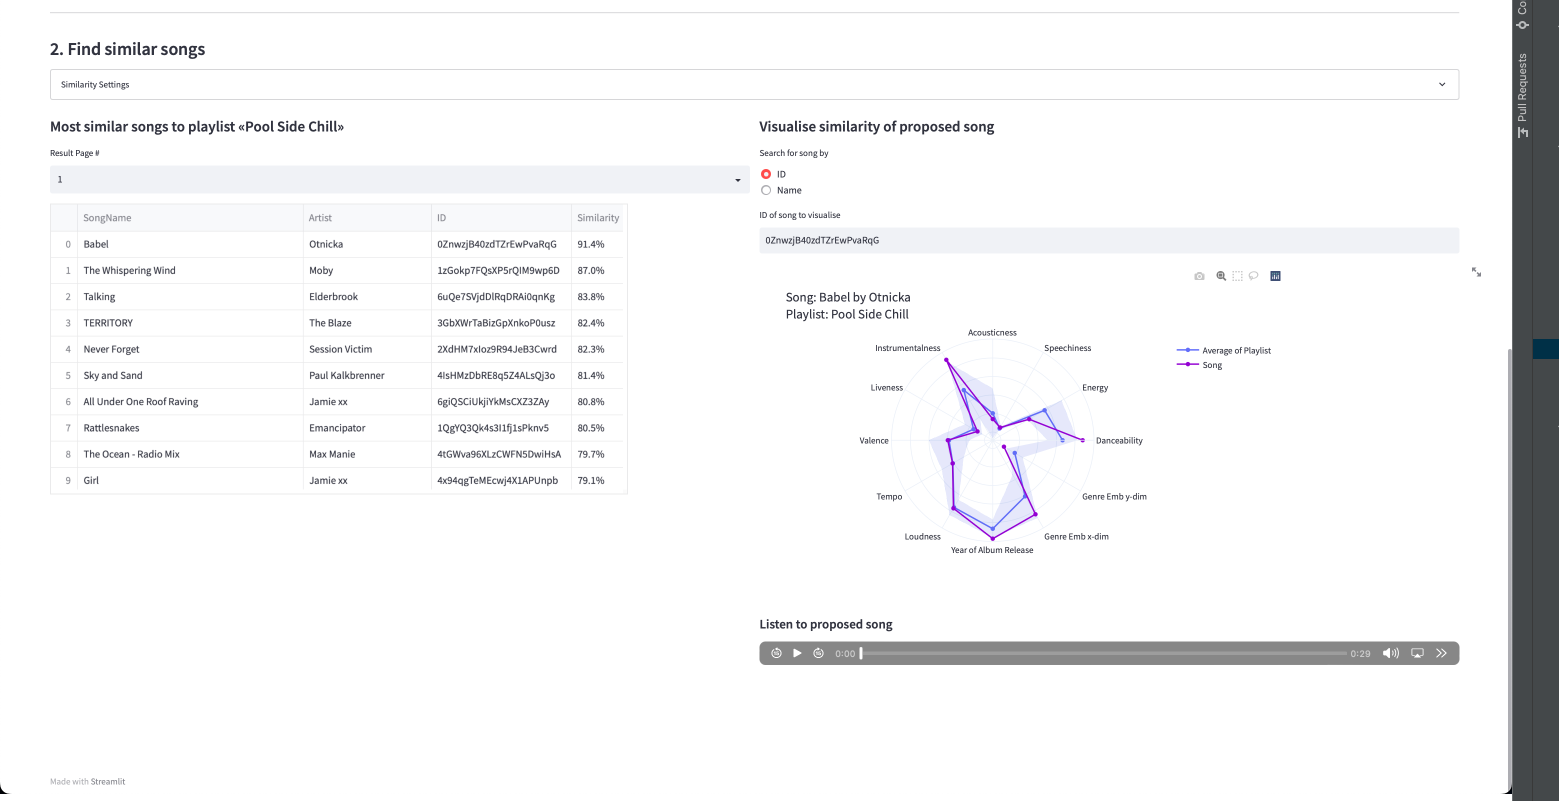 2. Find similar songs
Similarity Settings
Most similar songs to playlist «Pool Side Chill»
Result Page #
1
SongName Artist ID Similarity
0 Babel Otnicka 0ZnwzjB40zdTZrEwPvaRqG 91.4%
1 The Whispering Wind Moby 1zGokp7FQsXP5rQIM9wp6D 87.0%
2 Talking Elderbrook 6uQe7SVjdDlRqDRAi0qnKg 83.8%
3 TERRITORY The Blaze 3GbXWrTaBizGpXnkoP0usz 82.4%
4 Never Forget Session Victim 2XdHM7xIoz9R94JeB3Cwrd 82.3%
5 Sky and Sand Paul Kalkbrenner 4IsHMzDbRE8q5Z4ALsQj3o 81.4%
6 All Under One Roof Raving Jamie xx 6giQSCiUkjiYkMsCXZ3ZAy 80.8%
7 Rattlesnakes Emancipator 1QgYQ3Qk4s3I1fj1sPknv5 80.5%
8 The Ocean - Radio Mix Max Manie 4tGWva96XLzCWFN5DwiHsA 79.7%
9 Girl Jamie xx 4x94qgTeMEcwj4X1APUnpb 79.1%
Visualise similarity of proposed song
Search for song by
ID
Name
ID of song to visualise
0ZnwzjB40zdTZrEwPvaRqG
Song: Babel by Otnicka
Playlist: Pool Side Chill
Acousticness
Instrumentalness
Speechiness
Liveness
Energy
Valence
Danceability
Tempo
Genre Emb y-dim
Loudness
Genre Emb x-dim
Year of Album Release
Average of Playlist
Song
Listen to proposed song
0:00
0:29
Made with Streamlit
Co
Pull Requests